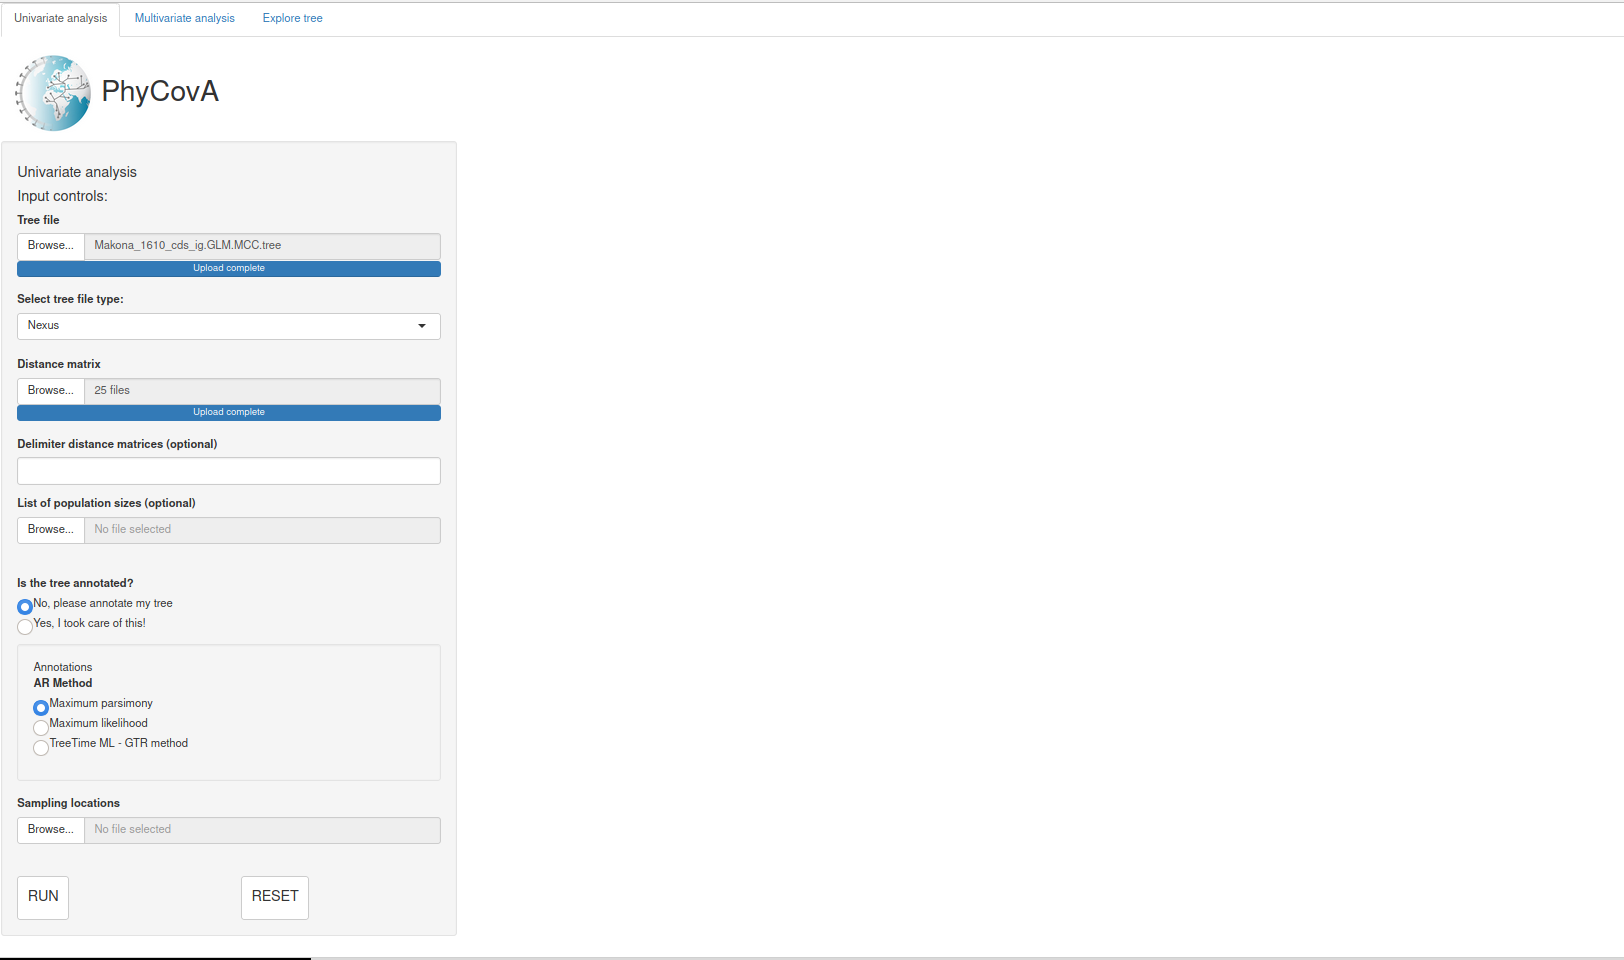 Univariate analysis
Multivariate analysis
Explore tree
PhyCovA
Univariate analysis
Input controls:
Tree file
Browse... Makona_1610_cds_ig.GLM.MCC.tree
Upload complete
Select tree file type:
Nexus
Distance matrix
Browse... 25 files
Upload complete
Delimiter distance matrices (optional)
List of population sizes (optional)
Browse... No file selected
Is the tree annotated?
No, please annotate my tree
Yes, I took care of this!
Annotations
AR Method
Maximum parsimony
Maximum likelihood
TreeTime ML - GTR method
Sampling locations
Browse... No file selected
RUN
RESET